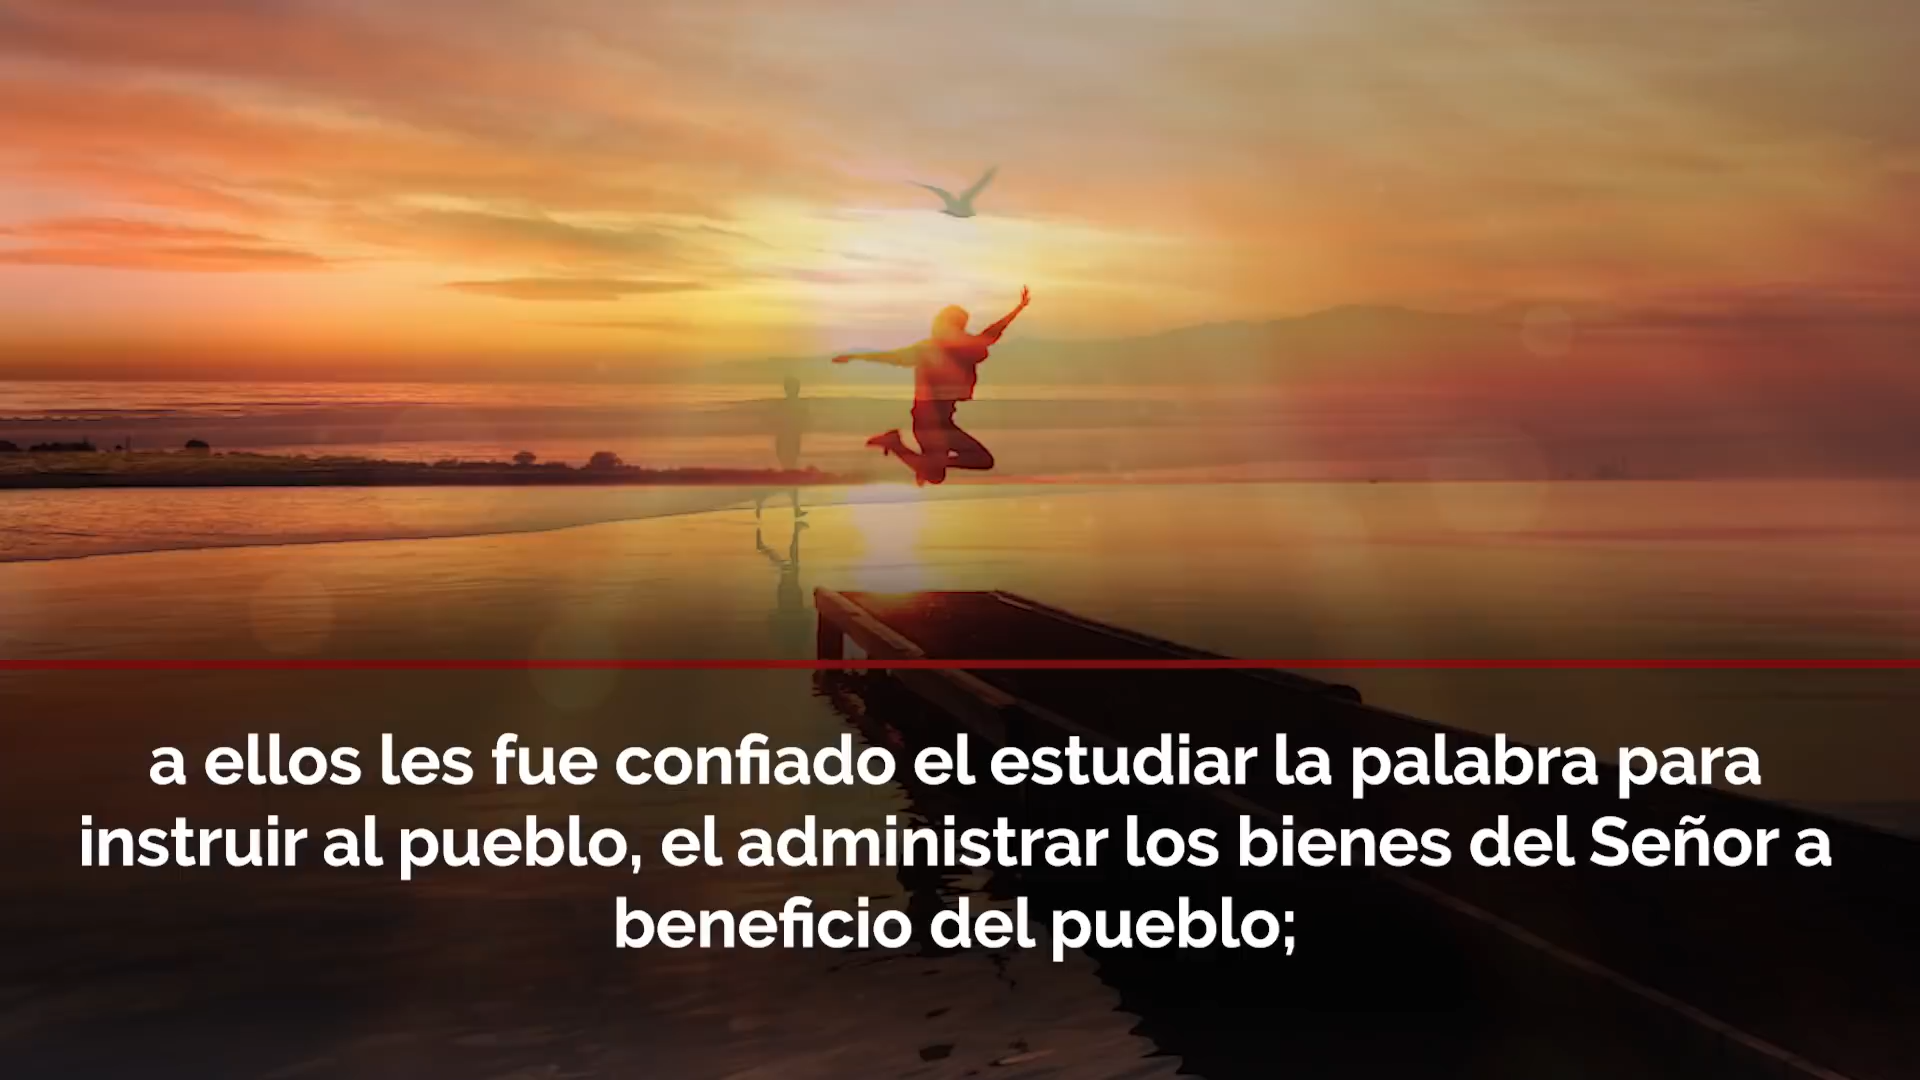 a ellos les fue confiado el estudiar la palabra para
instruir al pueblo, el administrar los bienes del Señor a
beneficio del pueblo;